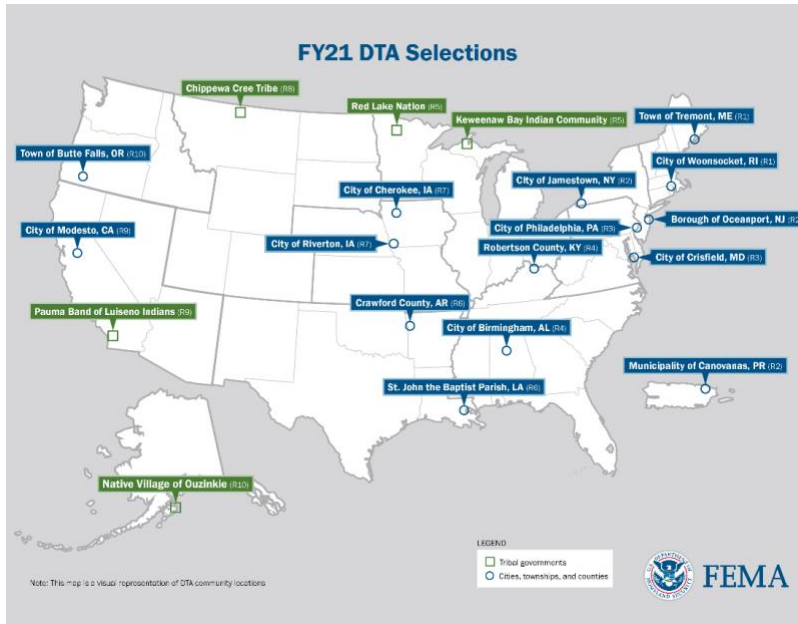 FY21 DTA Selections
Chippewa Cree Tribe (R8)
Red Lake Nation (R5)
Keweenaw Bay Indian Community (R5)
Town of Tremont, ME (R1)
Town of Butte Falls, OR (R10)
City of Woonsocket, RI (R1)
City of Jamestown, NY (R2)
City of Cherokee, IA (R7)
City of Modesto, CA (R9)
City of Philadelphia, PA (R3)
Borough of Oceanport, NJ (R2
City of Riverton, IA (R7)
Robertson County, KY (R4)
City of Crisfield, MD (R3)
Pauma Band of Luiseno Indians (R9)
Crawford County, AR (R6)
City of Birmingham, AL (R4)
Municipality of Canovanas, PR (R2)
St. John the Baptist Parish, LA (R6)
Native Village of Ouzinkie (R10)
LEGEND
Tribal governments
Cities, townships, and counties
Note: This map is a visual representation of DTA community locations
FEMA